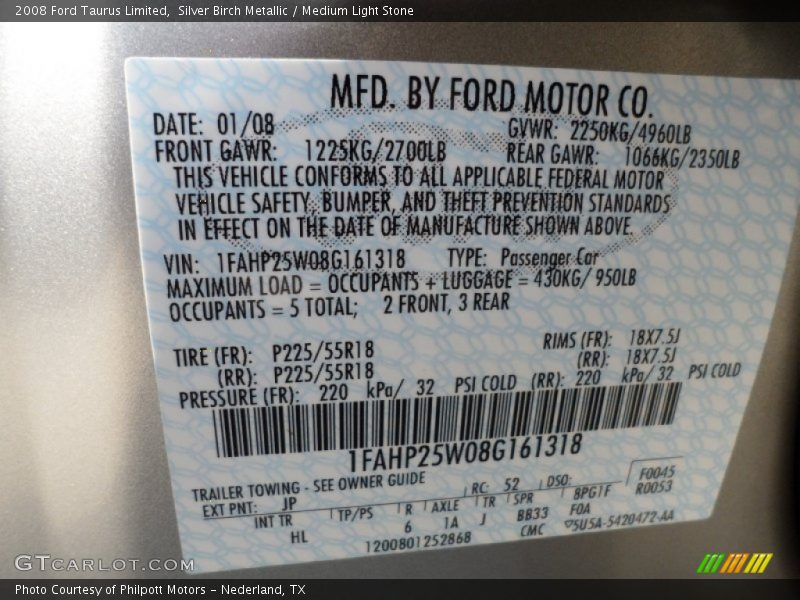 2008 Ford Taurus Limited,  Silver Birch Metallic / Medium Light Stone
MFD. BY FORD MOTOR CO.
DATE: 01/08 GVWR: 2250KG/4960LB
FRONT GAWR: 1225KG/2700LB REAR GAWR: 1066KG/2350LB
THIS VEHICLE CONFORMS TO ALL APPLICABLE FEDERAL MOTOR
VEHICLE SAFETY, BUMPER, AND THEFT PREVENTION STANDARDS
IN EFFECT ON THE DATE OF MANUFACTURE SHOWN ABOVE.
VIN: 1FAHP25W08G161318 TYPE: Passenger Car
MAXIMUM LOAD = OCCUPANTS + LUGGAGE = 430KG/ 950LB
OCCUPANTS = 5 TOTAL; 2 FRONT, 3 REAR
TIRE (FR): P225/55R18 RIMS (FR): 18X7.5J
(RR): P225/55R18 (RR): 18X7.5J
PRESSURE (FR): 220 kPa/ 32 PSI COLD (RR): 220 kPa/ 32 PSI COLD
1FAHP25W08G161318
TRAILER TOWING - SEE OWNER GUIDE
EXT PNT: JP RC: 52 DSO: F0045
R0053
INT TR TP/PS R AXLE TR SPR 8PG1F
HL 6 1A J BB33 F0A
1200801252868 CMC 5U5A-5420472-AA
GTCARLOT.COM
Photo Courtesy of Philpott Motors - Nederland, TX